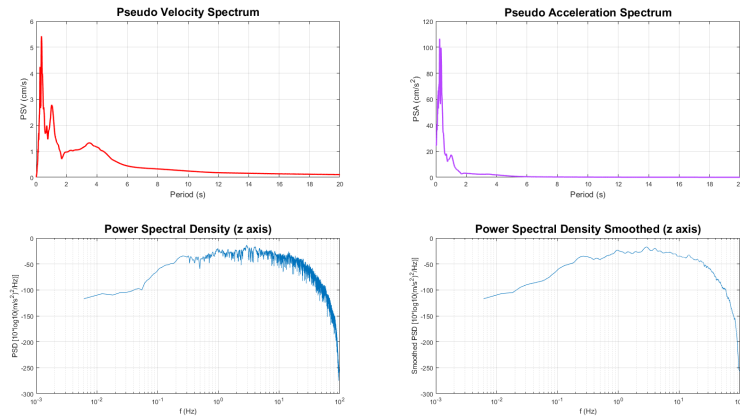 Pseudo Velocity Spectrum
6
5
4
3
2
1
0
PSV (cm/s)
0 2 4 6 8 10 12 14 16 18 20
Period (s)
Pseudo Acceleration Spectrum
120
100
80
60
40
20
0
PSA (cm/s²)
0 2 4 6 8 10 12 14 16 18 20
Period (s)
Power Spectral Density (z axis)
0
-50
-100
-150
-200
-250
-300
PSD [10*log10(m/s^2·^2/Hz)]
10⁻³ 10⁻² 10⁻¹ 10⁰ 10¹ 10²
f (Hz)
Power Spectral Density Smoothed (z axis)
0
-50
-100
-150
-200
-250
-300
Smoothed PSD [10*log10(m/s^2·^2/Hz)]
10⁻³ 10⁻² 10⁻¹ 10⁰ 10¹ 10
f (Hz)